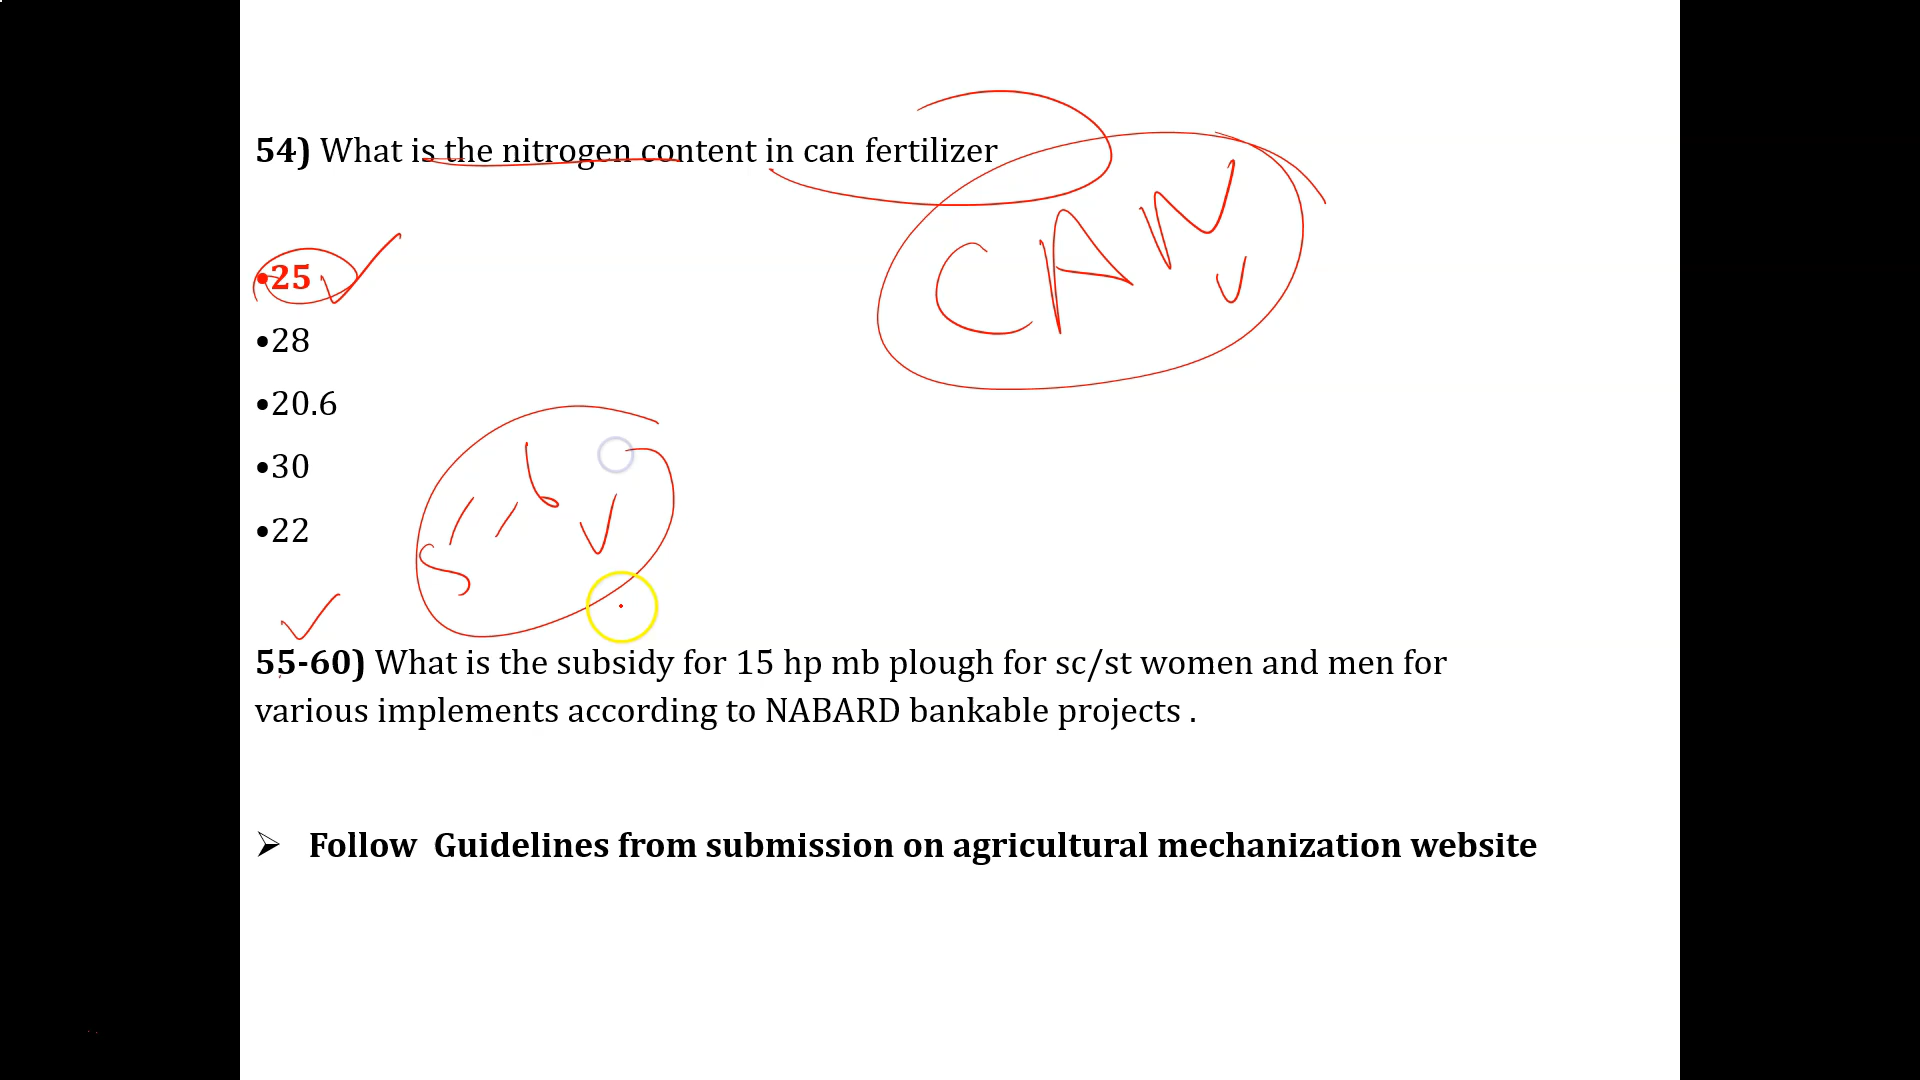 54) What is the nitrogen content in can fertilizer
CAN
•25
•28
•20.6
•30
•22
55-60) What is the subsidy for 15 hp mb plough for sc/st women and men for
various implements according to NABARD bankable projects .
➢ Follow Guidelines from submission on agricultural mechanization website